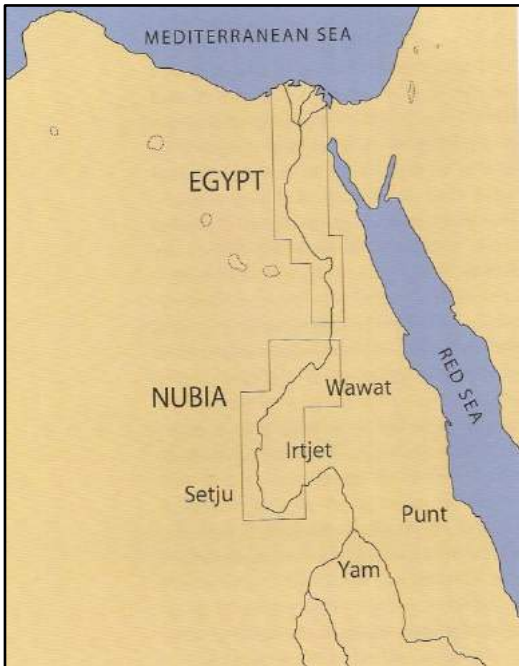 MEDITERRANEAN SEA
EGYPT
RED SEA
Wawat
NUBIA
Irtjet
Setju
Punt
Yam